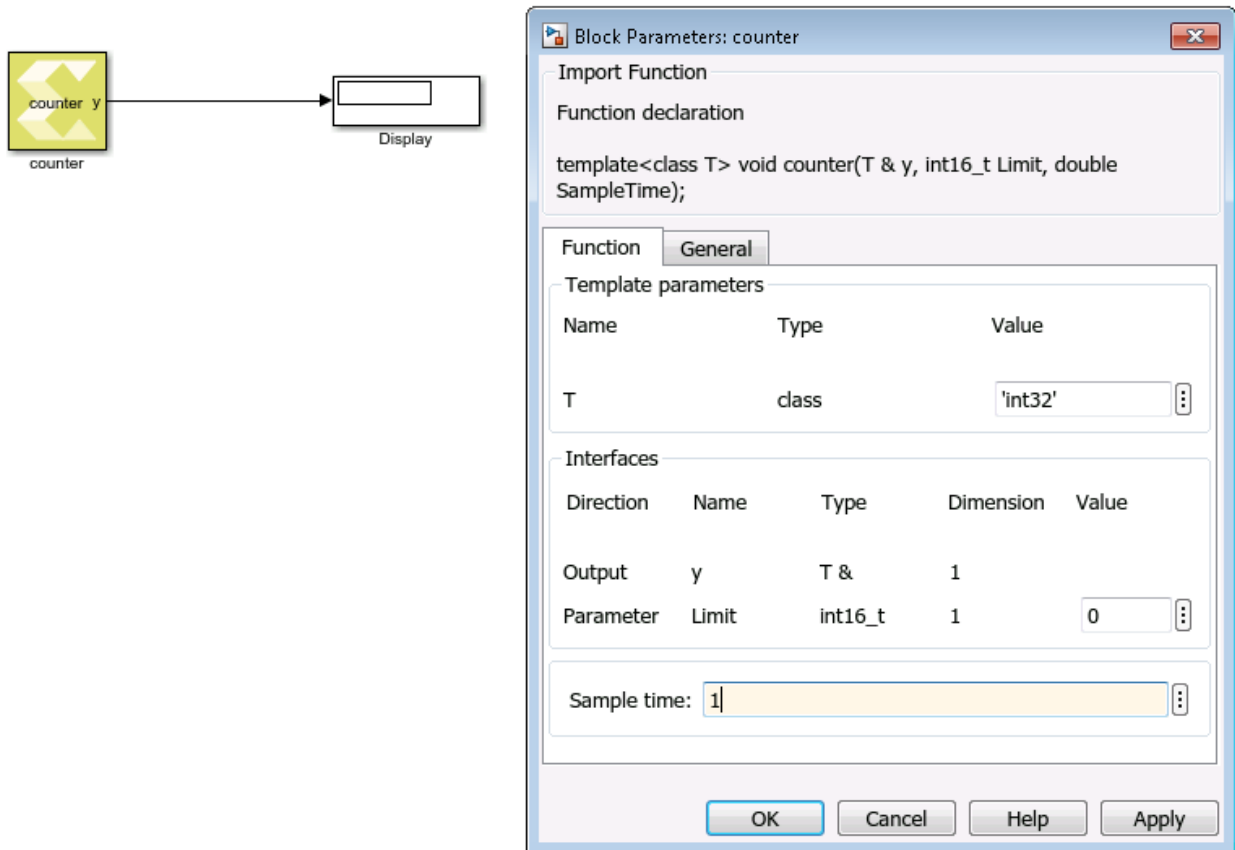 counter y
counter
Display
Block Parameters: counter
Import Function
Function declaration
template<class T> void counter(T & y, int16_t Limit, double
SampleTime);
Function General
Template parameters
Name Type Value
T class 'int32'
Interfaces
Direction Name Type Dimension Value
Output y T & 1
Parameter Limit int16_t 1 0
Sample time: 1
OK Cancel Help Apply